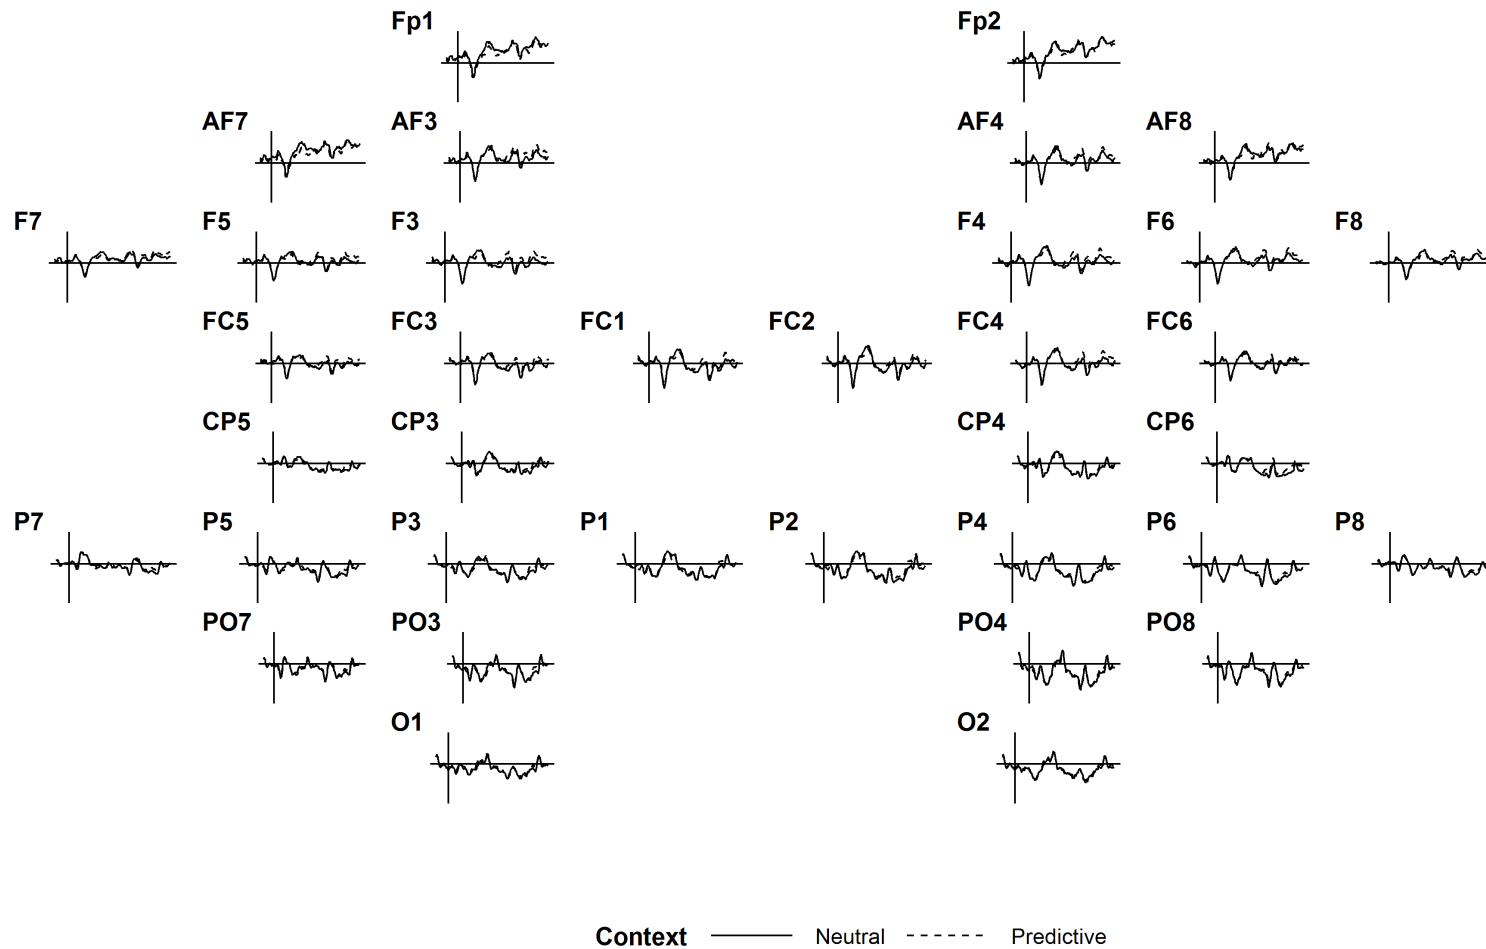 Fp1 Fp2
AF7 AF3 AF4 AF8
F7 F5 F3 F4 F6 F8
FC5 FC3 FC1 FC2 FC4 FC6
CP5 CP3 CP4 CP6
P7 P5 P3 P1 P2 P4 P6 P8
PO7 PO3 PO4 PO8
O1 O2
Context Neutral Predictive